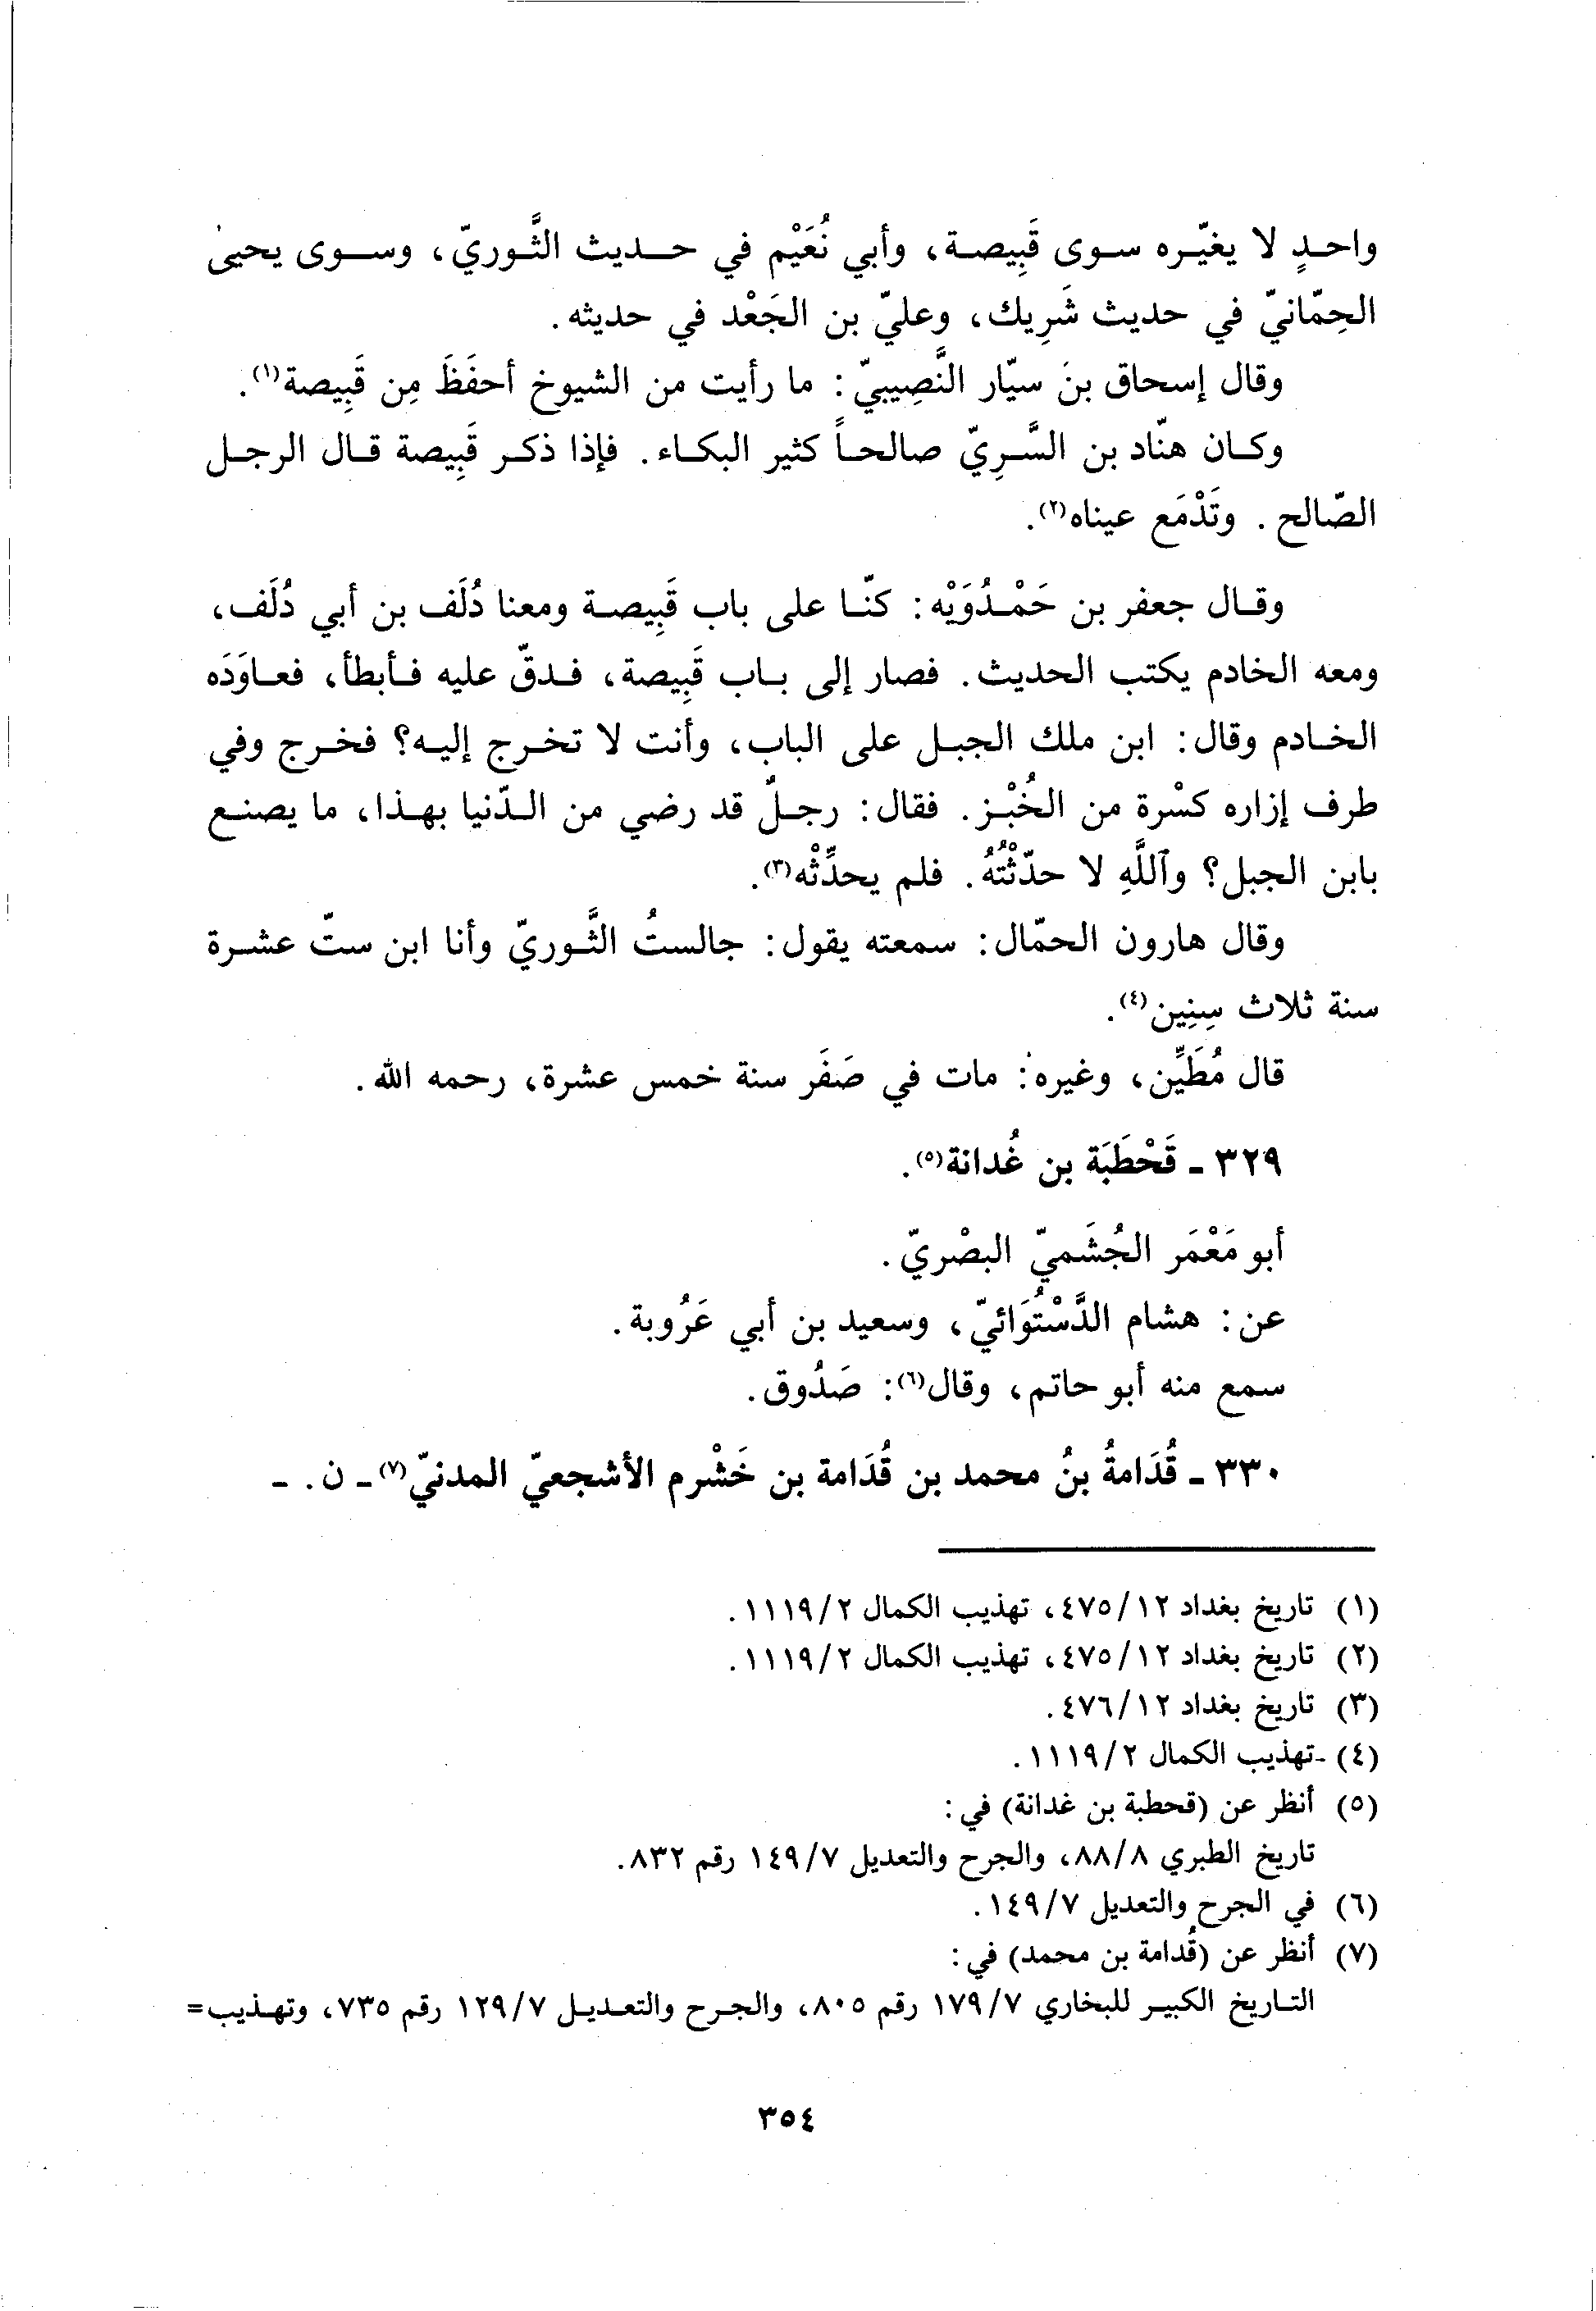 واحدٍ لا يغيّره سوى قَبِيصة، وأبي نُعَيْم في حديث الثَّوريّ، وسوى يحيىٰ
الحِمّانيّ في حديث شَرِيك، وعليّ بن الجَعْد في حديثه.
وقال إسحاق بن سيّار النَّصِيبيّ: ما رأيت من الشيوخ أحفَظَ مِن قَبِيصة(١).
وكان هنّاد بن السَّرِيّ صالحاً كثير البكاء. فإذا ذكر قَبِيصة قال الرجل
الصّالح. وتَدْمَع عيناه(٢).
وقال جعفر بن حَمْدُوَيْه: كنّا على باب قَبِيصة ومعنا دُلَف بن أبي دُلَف،
ومعه الخادم يكتب الحديث. فصار إلى باب قَبِيصة، فدقّ عليه فأبطأ، فعاوَدَه
الخادم وقال: ابن ملك الجبل على الباب، وأنت لا تخرج إليه؟ فخرج وفي
طرف إزاره كسْرة من الخُبْز. فقال: رجلٌ قد رضي من الدّنيا بهذا، ما يصنع
بابن الجبل؟ وٱللَّهِ لا حدّثْتُهُ. فلم يحدِّثْه(٣).
وقال هارون الحمّال: سمعته يقول: جالستُ الثَّوريّ وأنا ابن ستّ عشرة
سنة ثلاث سِنِين(٤).
قال مُطَيِّن، وغيره: مات في صَفَر سنة خمس عشرة، رحمه الله.
٣٢٩ ـ قَحْطَبَة بن غُدانة(٥).
أبو مَعْمَر الجُشَميّ البصْريّ.
عن: هشام الدَّسْتُوَائيّ، وسعيد بن أبي عَرُوبة.
سمع منه أبو حاتم، وقال(٦): صَدُوق.
٣٣٠ ـ قُدَامةُ بنُ محمد بن قُدَامة بن خَشْرم الأشجعيّ المدنيّ(٧) ـ ن. ـ
(١) تاريخ بغداد ١٢/٤٧٥، تهذيب الكمال ٢/١١١٩.
(٢) تاريخ بغداد ١٢/٤٧٥، تهذيب الكمال ٢/١١١٩.
(٣) تاريخ بغداد ١٢/٤٧٦.
(٤) تهذيب الكمال ٢/١١١٩.
(٥) أنظر عن (قحطبة بن غدانة) في:
تاريخ الطبري ٨/٨٨، والجرح والتعديل ٧/١٤٩ رقم ٨٣٢.
(٦) في الجرح والتعديل ٧/١٤٩.
(٧) أنظر عن (قُدامة بن محمد) في:
التاريخ الكبير للبخاري ٧/١٧٩ رقم ٨٠٥، والجرح والتعديل ٧/١٢٩ رقم ٧٣٥، وتهذيب=
٣٥٤